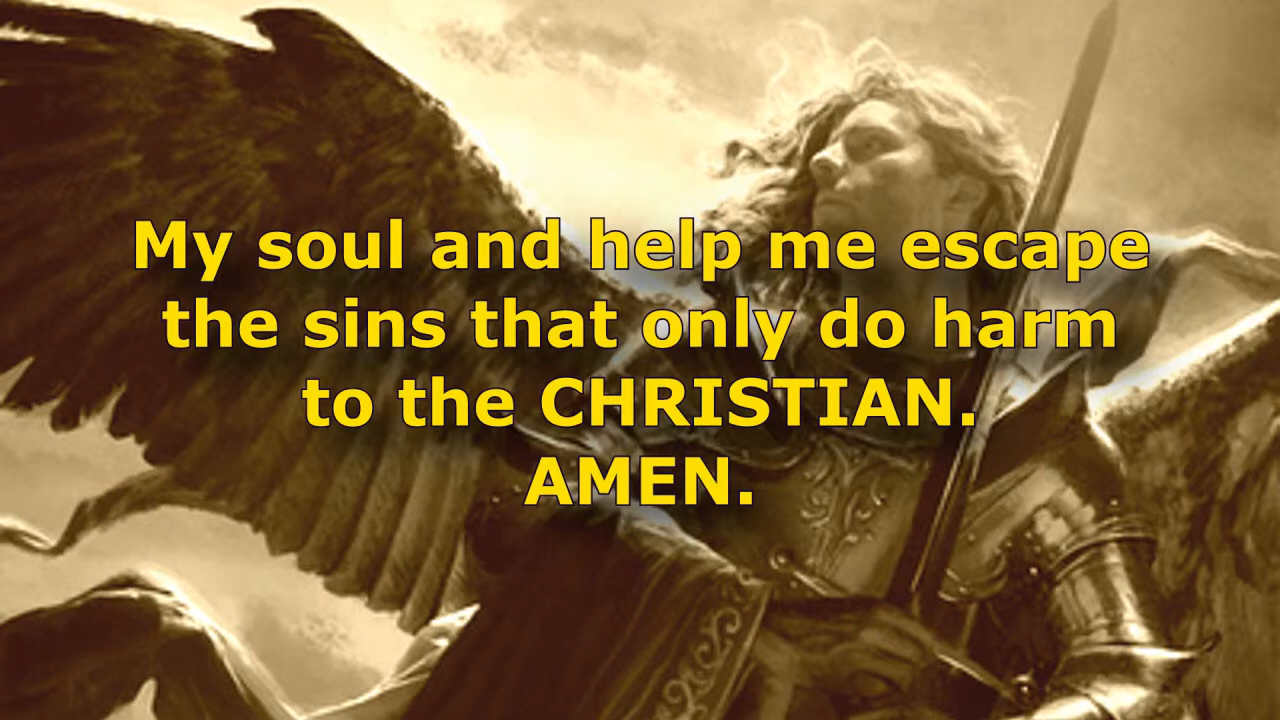 My soul and help me escape
the sins that only do harm
to the CHRISTIAN.
AMEN.